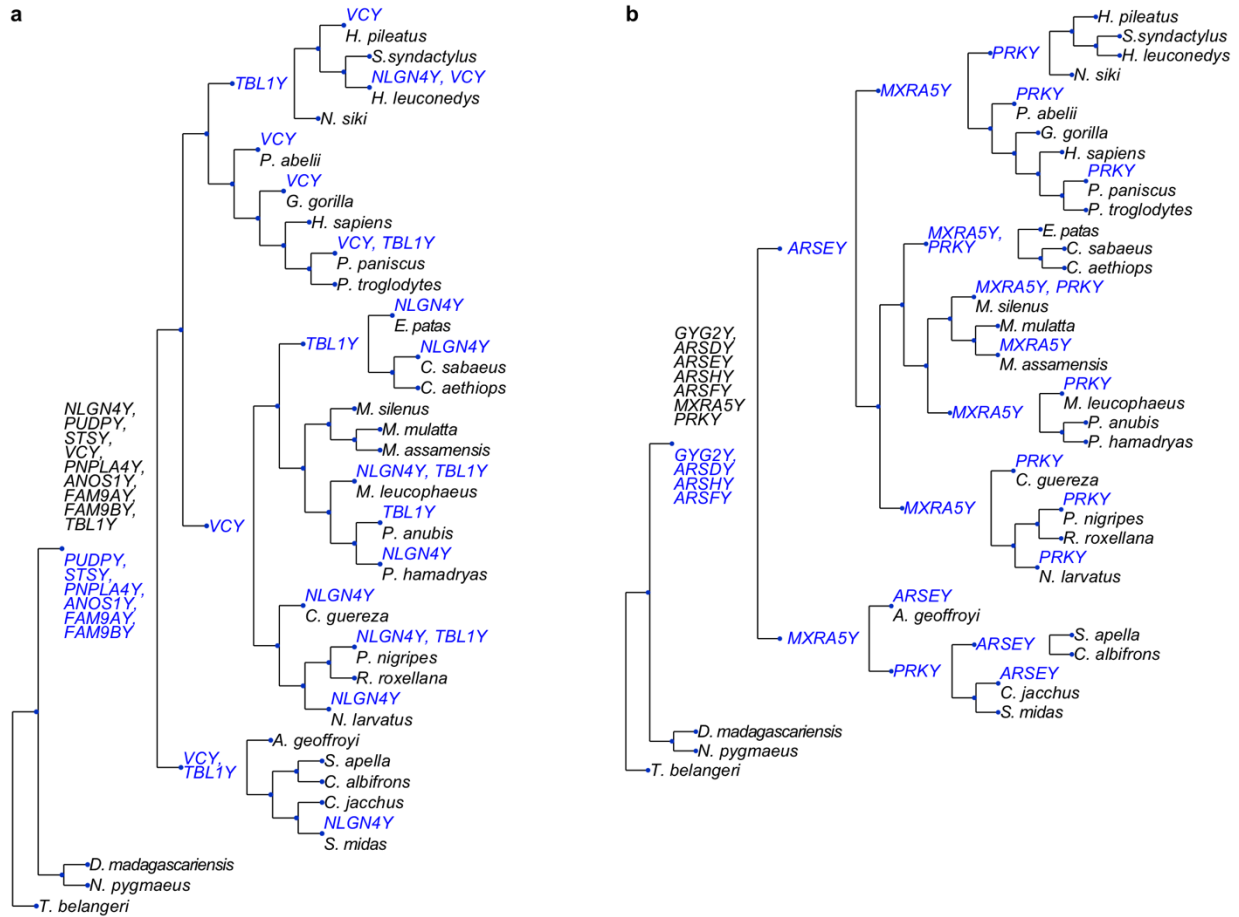 a
VCY
H. pileatus
S.syndactylus
TBL1Y
NLGN4Y, VCY
H. leuconedys
N. siki
VCY
P. abelii
VCY
G. gorilla
H. sapiens
VCY, TBL1Y
P. paniscus
P. troglodytes
NLGN4Y
E. patas
TBL1Y
NLGN4Y
C. sabaeus
C. aethiops
NLGN4Y,
PUDPY,
STSY,
VCY,
PNPLA4Y,
ANOS1Y,
FAM9AY,
FAM9BY,
TBL1Y
M. silenus
M. mulatta
M. assamensis
NLGN4Y, TBL1Y
M. leucophaeus
TBL1Y
P. anubis
VCY
NLGN4Y
P. hamadryas
PUDPY,
STSY,
PNPLA4Y,
ANOS1Y,
FAM9AY,
FAM9BY
NLGN4Y
C. guereza
NLGN4Y, TBL1Y
P. nigripes
R. roxellana
NLGN4Y
N. larvatus
VCY,
TBL1Y
A. geoffroyi
S. apella
C. albifrons
C. jacchus
NLGN4Y
S. midas
D. madagascariensis
N. pygmaeus
T. belangeri
b
H. pileatus
S.syndactylus
PRKY
H. leuconedys
N. siki
MXRA5Y
PRKY
P. abelii
G. gorilla
H. sapiens
PRKY
P. paniscus
P. troglodytes
ARSEY
MXRA5Y,
PRKY
E. patas
C. sabaeus
C. aethiops
MXRA5Y, PRKY
M. silenus
M. mulatta
MXRA5Y
M. assamensis
GYG2Y,
ARSDY
ARSEY
ARSHY
ARSFY
MXRA5Y
PRKY
PRKY
M. leucophaeus
MXRA5Y
P. anubis
P. hamadryas
GYG2Y,
ARSDY
ARSHY
ARSFY
PRKY
C. guereza
MXRA5Y
PRKY
P. nigripes
R. roxellana
PRKY
N. larvatus
ARSEY
A. geoffroyi
MXRA5Y
PRKY
ARSEY
S. apella
C. albifrons
ARSEY
C. jacchus
S. midas
D. madagascariensis
N. pygmaeus
T. belangeri